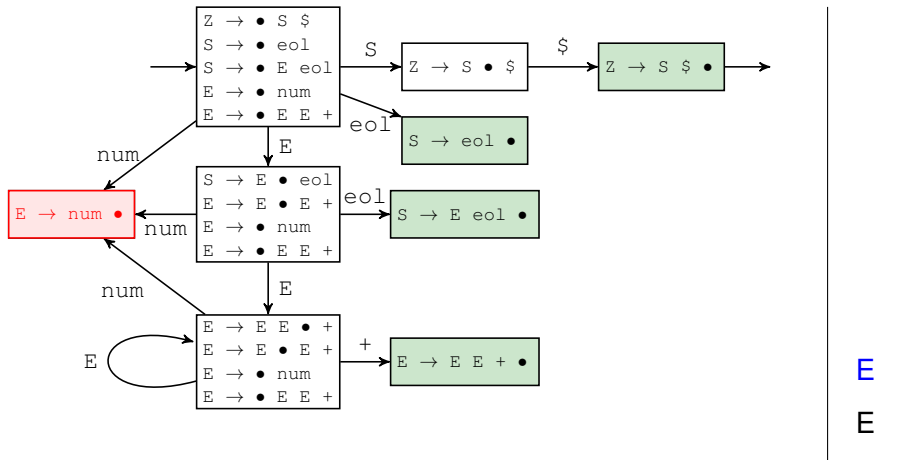 Z → • S $
S → • eol
S → • E eol
E → • num
E → • E E +
S
Z → S • $
$
Z → S $ •
eol
S → eol •
num
E
S → E • eol
E → E • E +
E → • num
E → • E E +
eol
S → E eol •
E → num •
num
num
E
E → E E • +
E → E • E +
E → • num
E → • E E +
E
+
E → E E + •
E
E